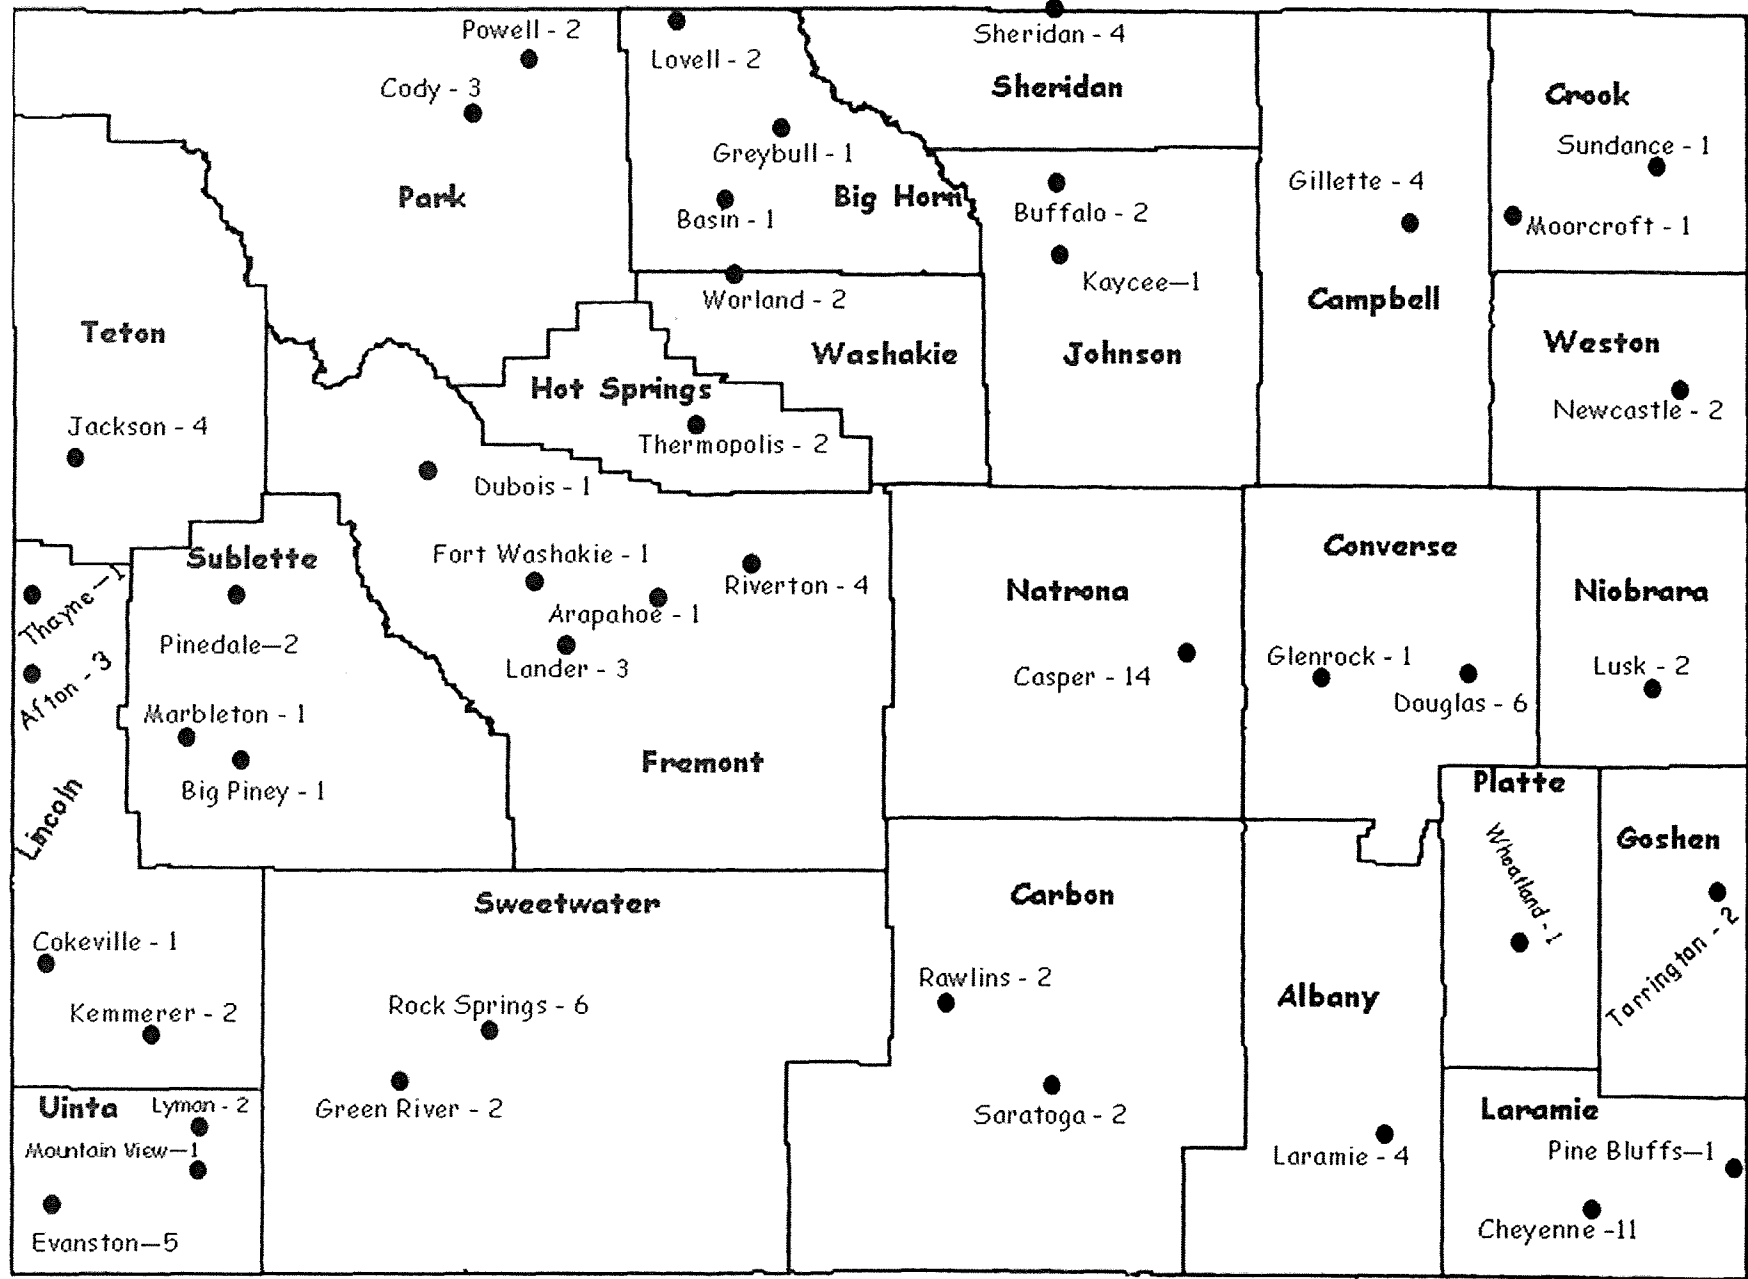 Powell - 2
Cody - 3
Park
Lovell - 2
Greybull - 1
Big Horn
Basin - 1
Sheridan - 4
Sheridan
Crook
Sundance - 1
Moorcroft - 1
Gillette - 4
Campbell
Buffalo - 2
Kaycee—1
Johnson
Worland - 2
Washakie
Hot Springs
Thermopolis - 2
Weston
Newcastle - 2
Teton
Jackson - 4
Dubois - 1
Fort Washakie - 1
Arapahoe - 1
Riverton - 4
Lander - 3
Fremont
Sublette
Pinedale—2
Marbleton - 1
Big Piney - 1
Thayne—1
Afton - 3
Lincoln
Cokeville - 1
Kemmerer - 2
Natrona
Casper - 14
Converse
Glenrock - 1
Douglas - 6
Niobrara
Lusk - 2
Platte
Wheatland - 1
Goshen
Torrington - 2
Sweetwater
Rock Springs - 6
Green River - 2
Carbon
Rawlins - 2
Saratoga - 2
Albany
Laramie - 4
Uinta
Lyman - 2
Mountain View—1
Evanston—5
Laramie
Pine Bluffs—1
Cheyenne -11